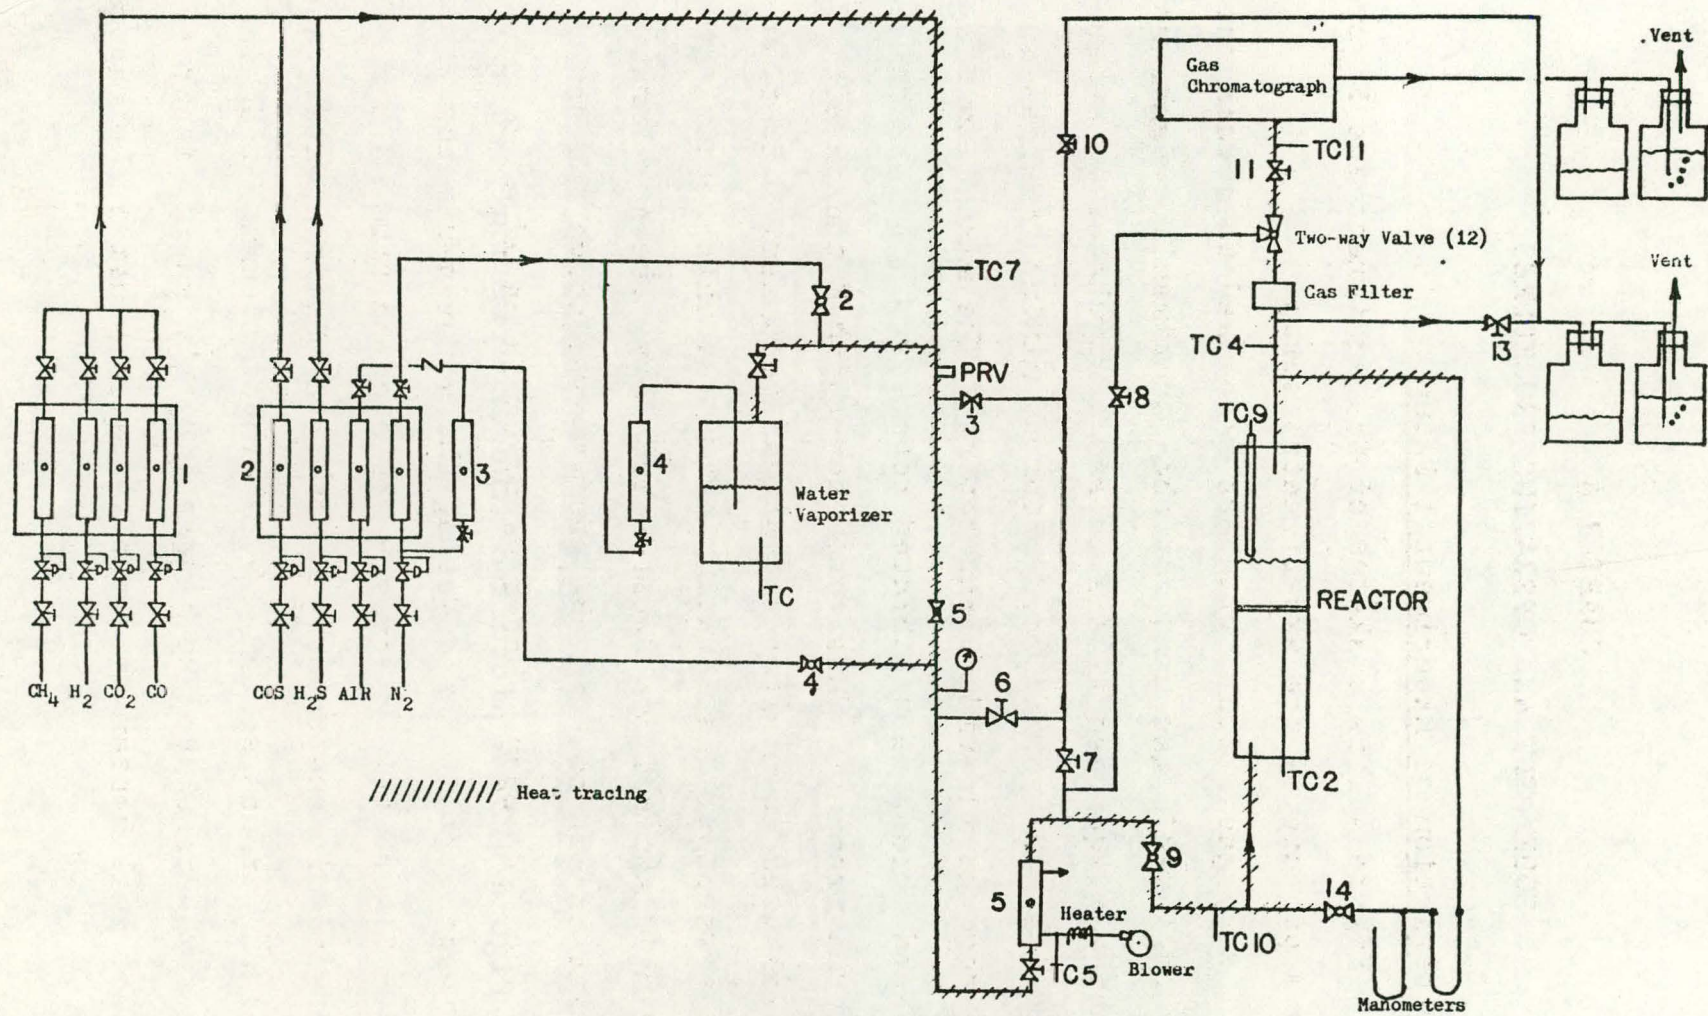 .Vent
Gas
Chromatograph
10
TC11
11
Two-way Valve (12)
TC7
Vent
2
Gas Filter
13
TC4
PRV
3
8
TC9
1
2
3
4
Water
Vaporizer
REACTOR
TC
5
4
6
CH4 H2 CO2 CO
COS H2S AIR N2
7
TC2
//////////// Heat tracing
9
5
14
Heater
TC10
TC5
Blower
Manometers